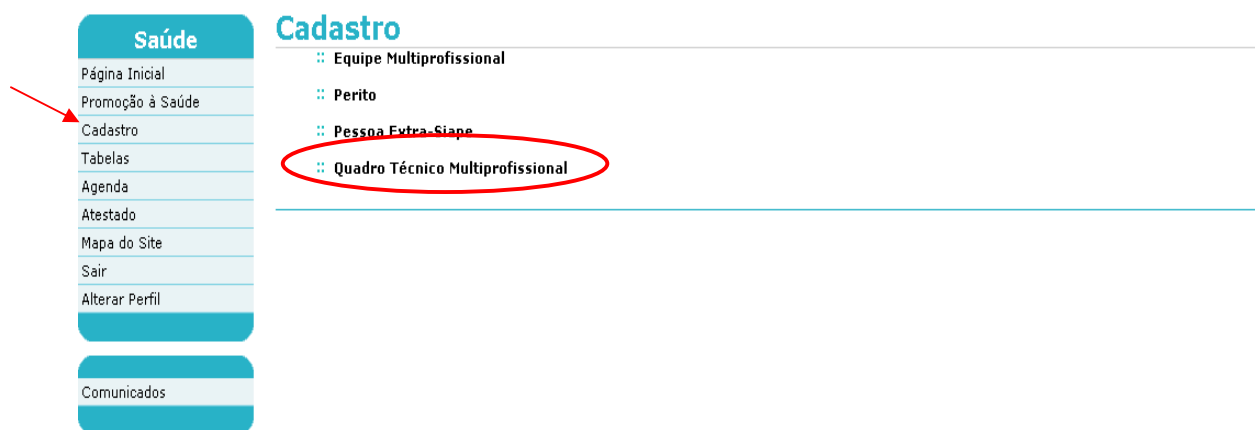 Saúde
Página Inicial
Promoção à Saúde
Cadastro
Tabelas
Agenda
Atestado
Mapa do Site
Sair
Alterar Perfil
Comunicados
Cadastro
Equipe Multiprofissional
Perito
Pessoa Extra-Siape
Quadro Técnico Multiprofissional